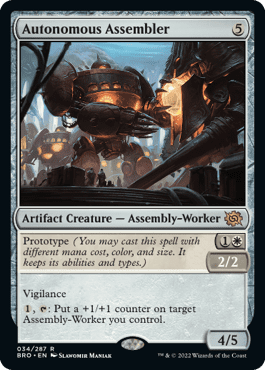 Autonomous Assembler 5
Artifact Creature — Assembly-Worker
Prototype (You may cast this spell with 1W
different mana cost, color, and size. It
keeps its abilities and types.) 2/2
Vigilance
1, T: Put a +1/+1 counter on target
Assembly-Worker you control.
4/5
034/287 R
BRO • EN SLAWOMIR MANIAK ™ & © 2022 Wizards of the Coast